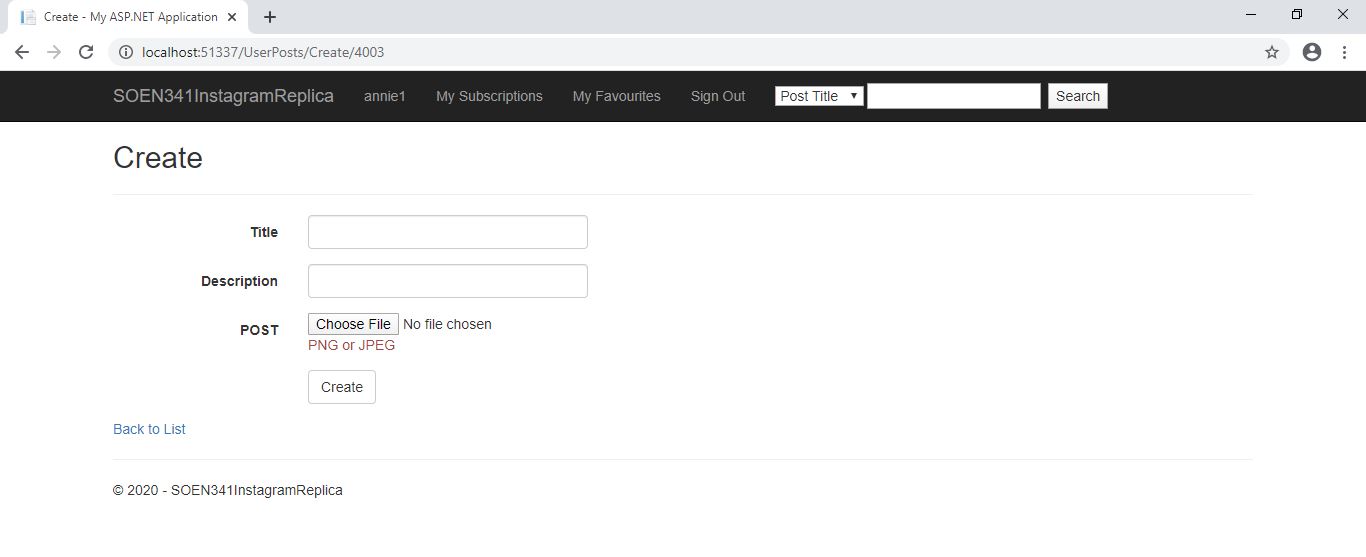 Create - My ASP.NET Application
localhost:51337/UserPosts/Create/4003
SOEN341InstagramReplica annie1 My Subscriptions My Favourites Sign Out Post Title Search
Create
Title
Description
POST Choose File No file chosen
PNG or JPEG
Create
Back to List
© 2020 - SOEN341InstagramReplica